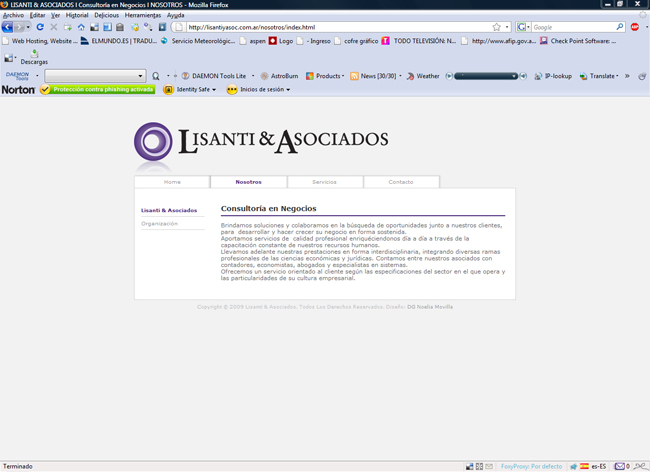 LISANTI & ASOCIADOS I Consultoría en Negocios I NOSOTROS - Mozilla Firefox
Archivo Editar Ver Historial Delicious Herramientas Ayuda
http://lisantiyasoc.com.ar/nosotros/index.html
Google
ABP
Web Hosting, Website ...
ELMUNDO.ES | TRADU...
Servicio Meteorológic...
aspen
Logo
- Ingreso
cofre gráfico
TODO TELEVISIÓN: N...
http://www.afip.gov.a...
Check Point Software: ...
Descargas
DAEMON Tools
DAEMON Tools Lite
AstroBurn
Products
News [30/30]
Weather
IP-lookup
Translate
Norton
Protección contra phishing activada
Identity Safe
Inicios de sesión
LISANTI & ASOCIADOS
Home Nosotros Servicios Contacto
Lisanti & Asociados
Organización
Consultoría en Negocios
Brindamos soluciones y colaboramos en la búsqueda de oportunidades junto a nuestros clientes,
para desarrollar y hacer crecer su negocio en forma sostenida.
Aportamos servicios de calidad profesional enriqueciéndonos día a día a través de la
capacitación constante de nuestros recursos humanos.
Llevamos adelante nuestras prestaciones en forma interdisciplinaria, integrando diversas ramas
profesionales de las ciencias económicas y jurídicas. Contamos entre nuestros asociados con
contadores, economistas, abogados y especialistas en sistemas.
Ofrecemos un servicio orientado al cliente según las especificaciones del sector en el que opera y
las particularidades de su cultura empresarial.
Copyright © 2009 Lisanti & Asociados. Todos Los Derechos Reservados. Diseño: DG Noelia Movilla
Terminado
FoxyProxy: Por defecto
es-ES
0